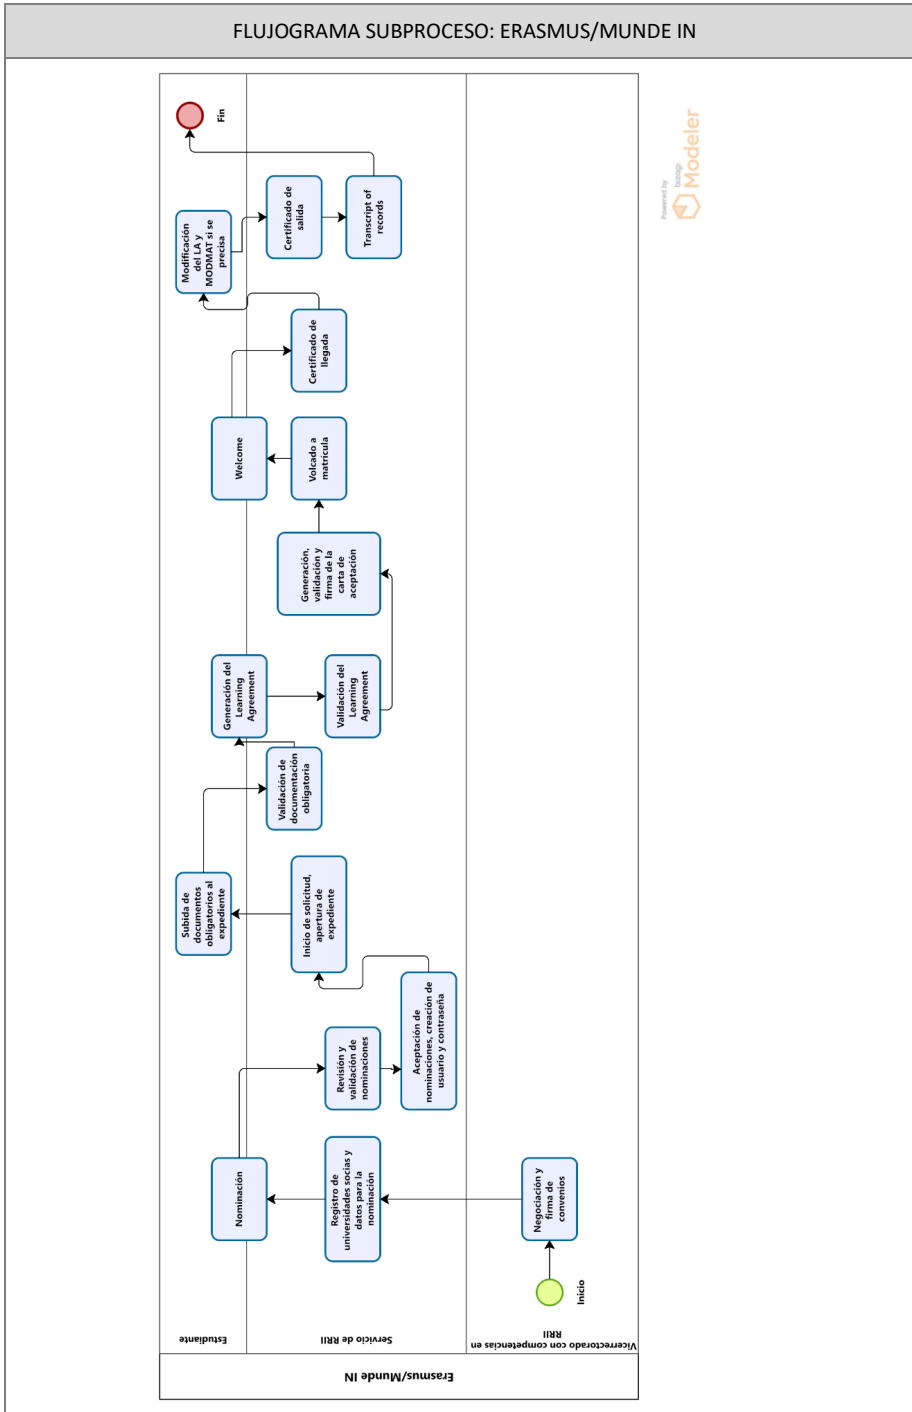 FLUJOGRAMA SUBPROCESO: ERASMUS/MUNDE IN
Erasmus/Munde IN
Estudiante
Servicio de RRII
Vicerrectorado con competencias en
RRII
Inicio
Negociación y
firma de
convenios
Registro de
universidades socias y
datos para la
nominación
Nominación
Revisión y
validación de
nominaciones
Aceptación de
nominaciones, creación de
usuario y contraseña
Inicio de solicitud,
apertura de
expediente
Subida de
documentos
obligatorios al
expediente
Validación de
documentación
obligatoria
Generación del
Learning
Agreement
Validación del
Learning
Agreement
Generación,
validación y
firma de la
carta de
aceptación
Volcado a
matrícula
Welcome
Certificado de
llegada
Modificación
del LA y
MODMAT si se
precisa
Certificado de
salida
Transcript of
records
Fin
Powered by
bizagi
Modeler